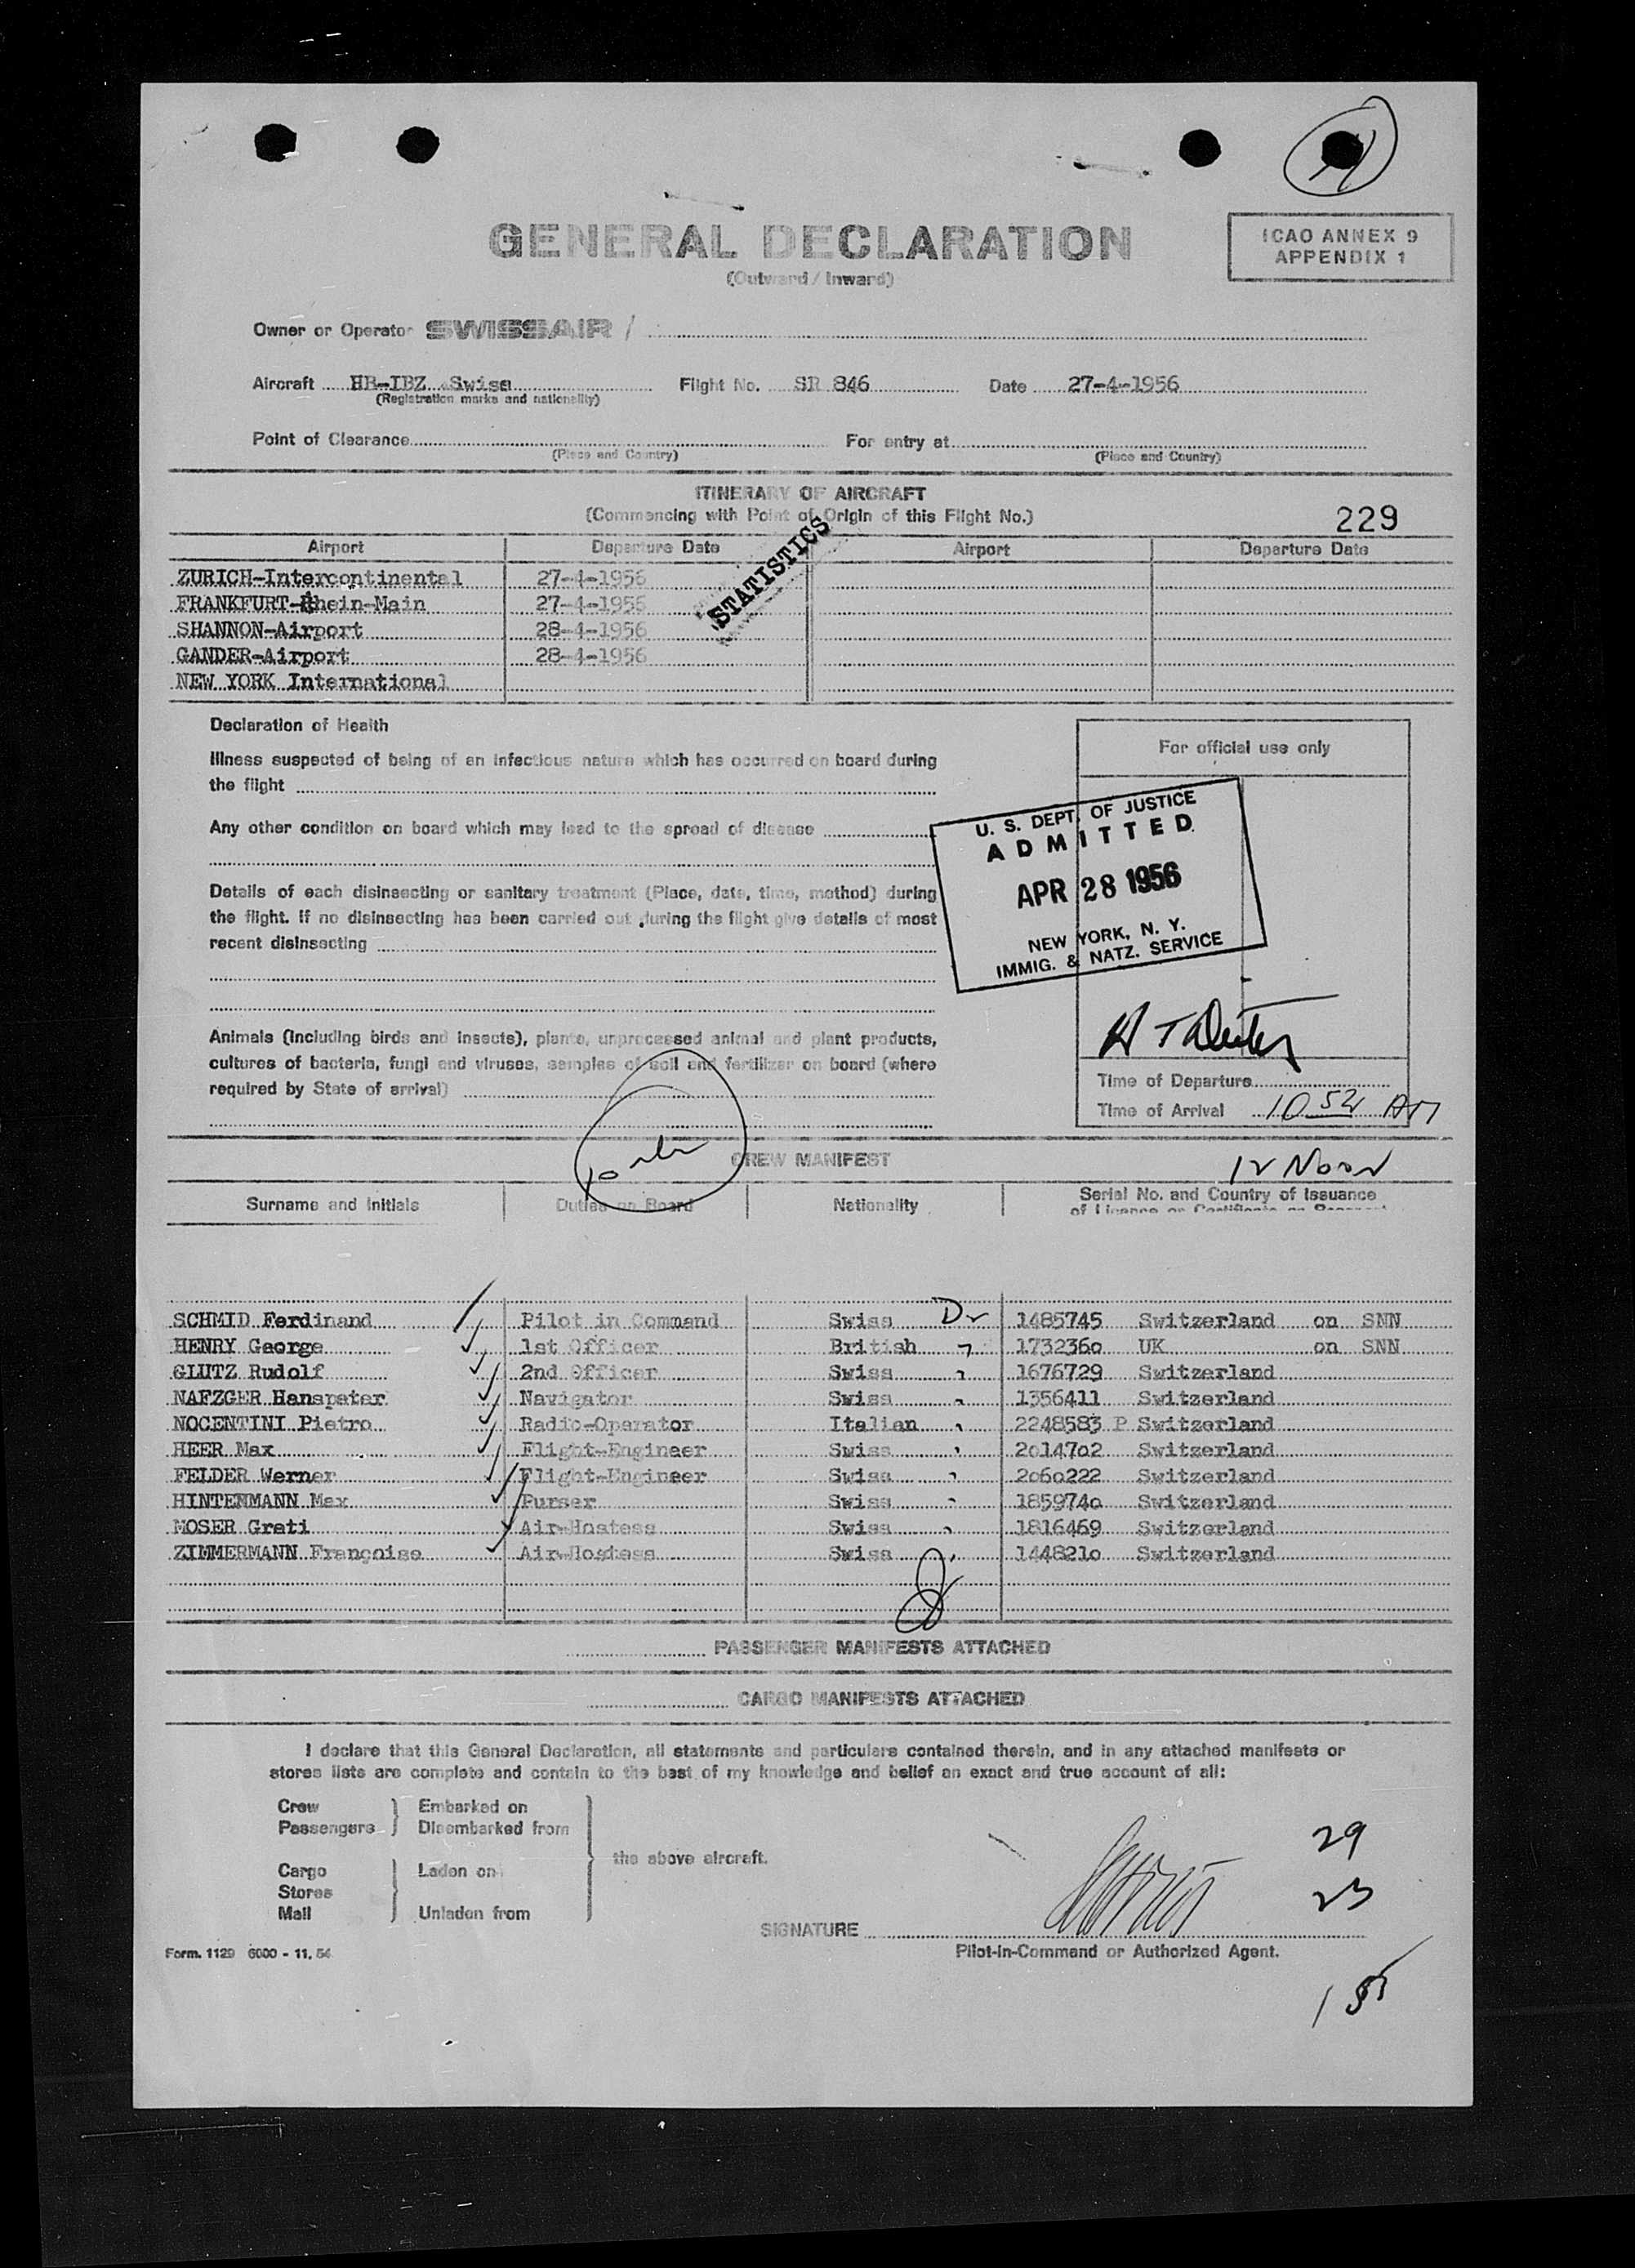 GENERAL DECLARATION
(Outward / Inward)
ICAO ANNEX 9
APPENDIX 1
Owner or Operator SWISSAIR /
Aircraft HB-IBZ Swiss Flight No. SR 846 Date 27-4-1956
(Registration marks and nationality)
Point of Clearance For entry at
(Place and Country) (Place and Country)
ITINERARY OF AIRCRAFT
(Commencing with Point of Origin of this Flight No.)
229
Airport Departure Date Airport Departure Date
STATISTICS
ZURICH-Intercontinental 27-4-1956
FRANKFURT-Rhein-Main 27-4-1956
SHANNON-Airport 28-4-1956
GANDER-Airport 28-4-1956
NEW YORK International
Declaration of Health
Illness suspected of being of an infectious nature which has occurred on board during
the flight
Any other condition on board which may lead to the spread of disease
Details of each disinsecting or sanitary treatment (Place, date, time, method) during
the flight. If no disinsecting has been carried out during the flight give details of most
recent disinsecting
Animals (including birds and insects), plants, unprocessed animal and plant products,
cultures of bacteria, fungi and viruses, samples of soil and fertilizer on board (where
required by State of arrival)
For official use only
U. S. DEPT. OF JUSTICE
ADMITTED
APR 28 1956
NEW YORK, N. Y.
IMMIG. & NATZ. SERVICE
Time of Departure
Time of Arrival 10 52 AM
12 Noon
CREW MANIFEST
Surname and Initials Duties on Board Nationality Serial No. and Country of Issuance
of Licence or Certificate or Passport
SCHMID Ferdinand Pilot in Command Swiss 1485745 Switzerland on SNN
HENRY George 1st Officer British 1732360 UK on SNN
GLUTZ Rudolf 2nd Officer Swiss 1676729 Switzerland
NAFZGER Hanspeter Navigator Swiss 1356411 Switzerland
NOCENTINI Pietro Radio-Operator Italian 2248583 P Switzerland
HEER Max Flight-Engineer Swiss 2014702 Switzerland
FELDER Werner Flight-Engineer Swiss 2060222 Switzerland
HINTERMANN Max Purser Swiss 1859740 Switzerland
MOSER Greti Air-Hostess Swiss 1816469 Switzerland
ZIMMERMANN Françoise Air-Hostess Swiss 1448210 Switzerland
PASSENGER MANIFESTS ATTACHED
CARGO MANIFESTS ATTACHED
I declare that this General Declaration, all statements and particulars contained therein, and in any attached manifests or
stores lists are complete and contain to the best of my knowledge and belief an exact and true account of all:
Crew Embarked on
Passengers Disembarked from
the above aircraft.
Cargo Laden on
Stores
Mail Unladen from
29
23
SIGNATURE
Pilot-in-Command or Authorized Agent.
Form. 1129 6000 - 11, 54